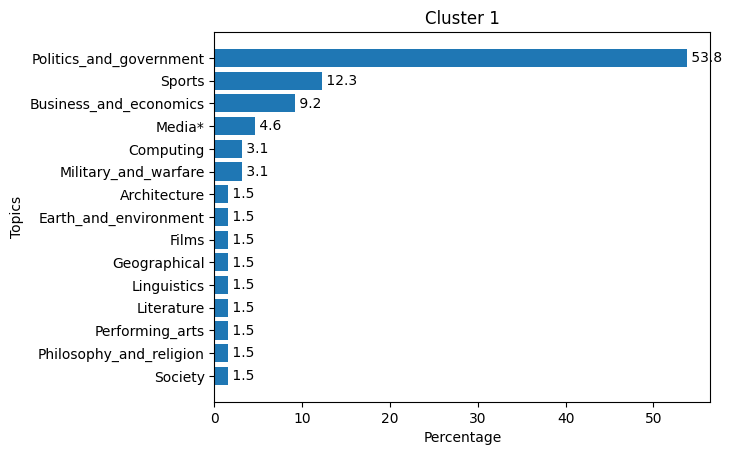 Cluster 1
Topics
Politics_and_government 53.8
Sports 12.3
Business_and_economics 9.2
Media* 4.6
Computing 3.1
Military_and_warfare 3.1
Architecture 1.5
Earth_and_environment 1.5
Films 1.5
Geographical 1.5
Linguistics 1.5
Literature 1.5
Performing_arts 1.5
Philosophy_and_religion 1.5
Society 1.5
0 10 20 30 40 50
Percentage